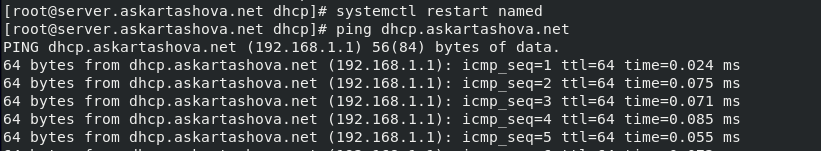 [root@server.askartashova.net dhcp]# systemctl restart named
[root@server.askartashova.net dhcp]# ping dhcp.askartashova.net
PING dhcp.askartashova.net (192.168.1.1) 56(84) bytes of data.
64 bytes from dhcp.askartashova.net (192.168.1.1): icmp_seq=1 ttl=64 time=0.024 ms
64 bytes from dhcp.askartashova.net (192.168.1.1): icmp_seq=2 ttl=64 time=0.075 ms
64 bytes from dhcp.askartashova.net (192.168.1.1): icmp_seq=3 ttl=64 time=0.071 ms
64 bytes from dhcp.askartashova.net (192.168.1.1): icmp_seq=4 ttl=64 time=0.085 ms
64 bytes from dhcp.askartashova.net (192.168.1.1): icmp_seq=5 ttl=64 time=0.055 ms